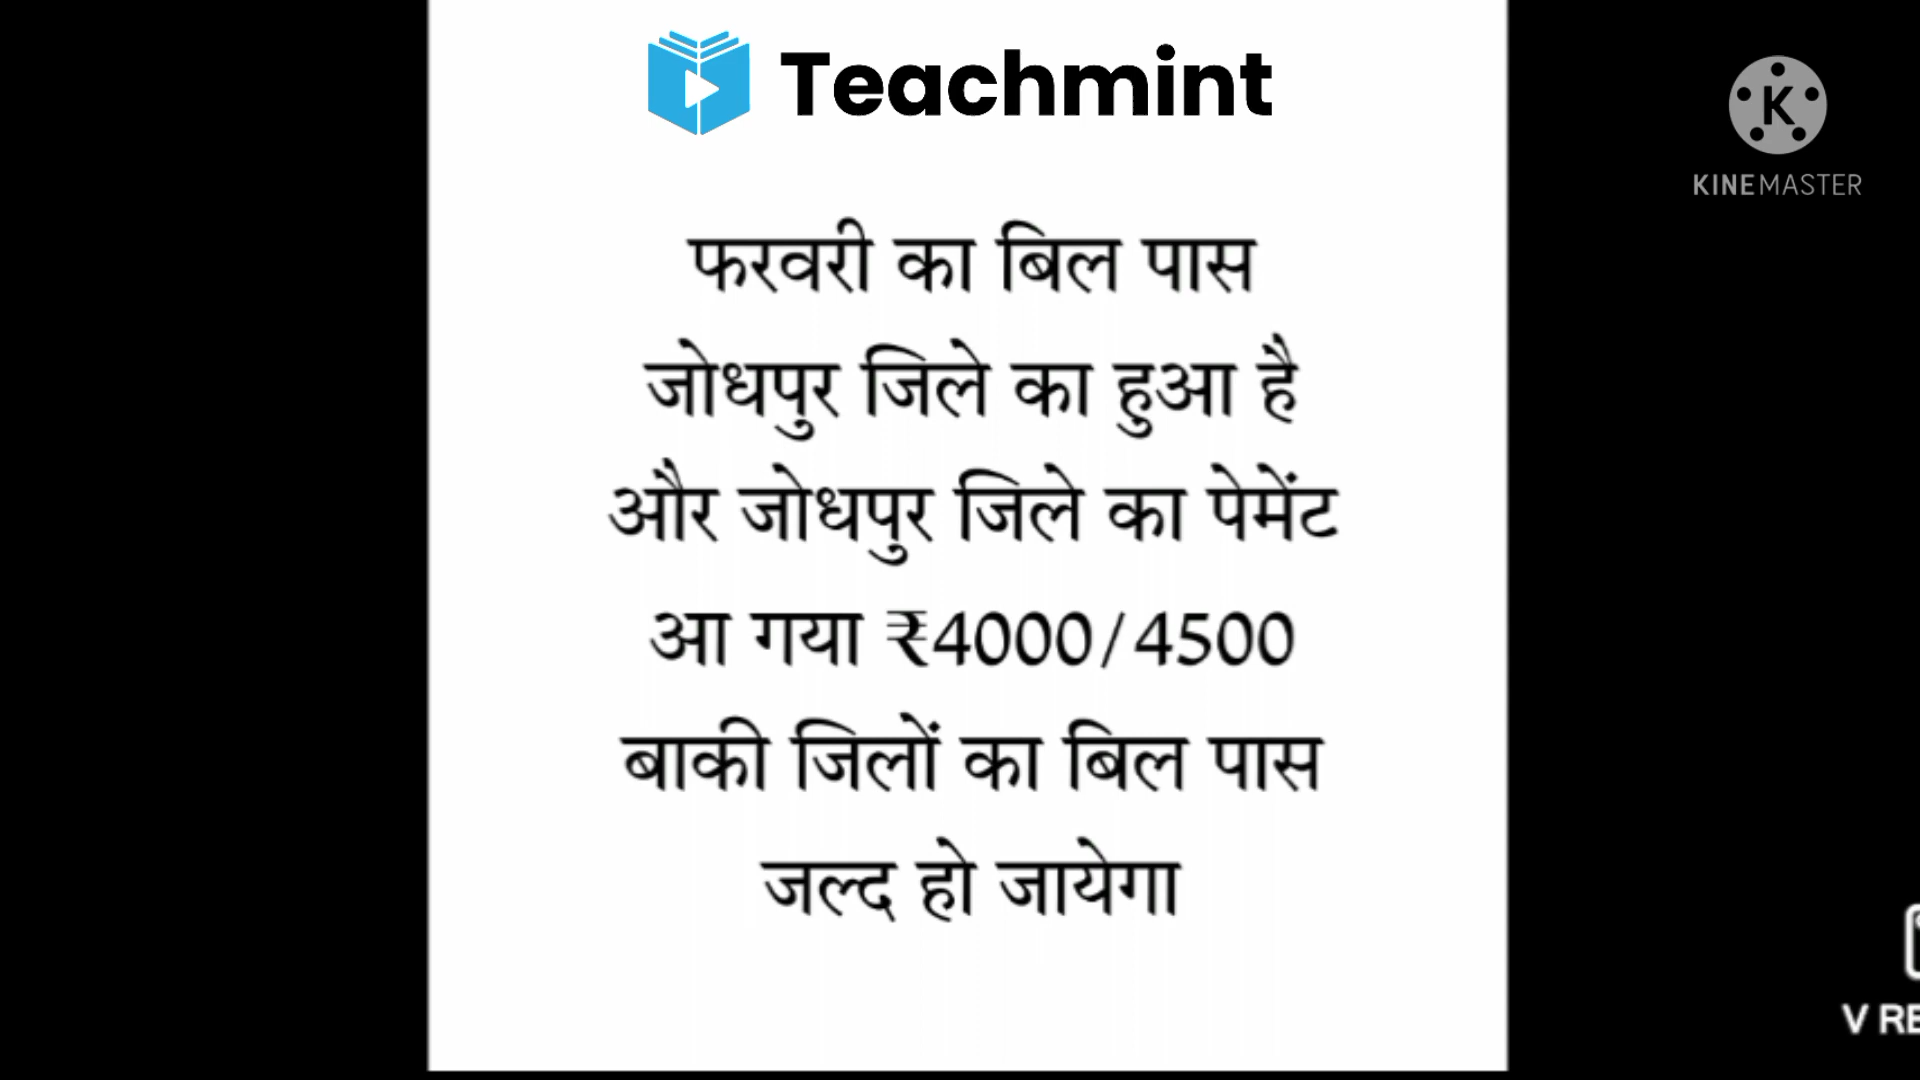 Teachmint
KINEMASTER
फरवरी का बिल पास
जोधपुर जिले का हुआ है
और जोधपुर जिले का पेमेंट
आ गया ₹4000/4500
बाकी जिलों का बिल पास
जल्द हो जायेगा